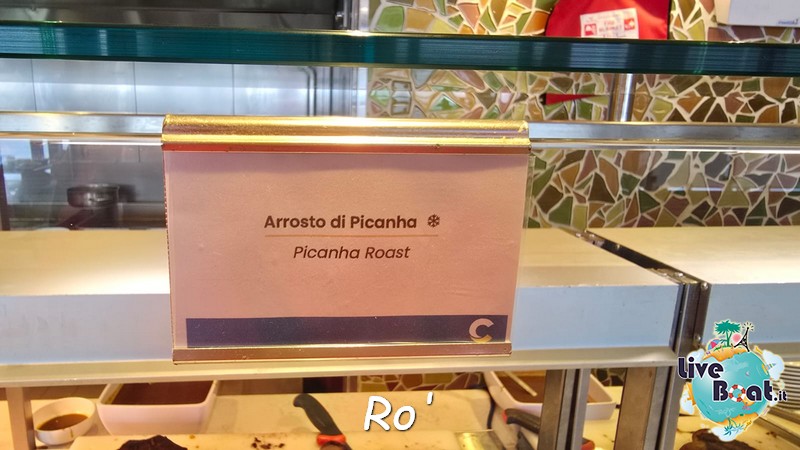 Arrosto di Picanha ❄
Picanha Roast
C
Live
Boat.it
Ro'